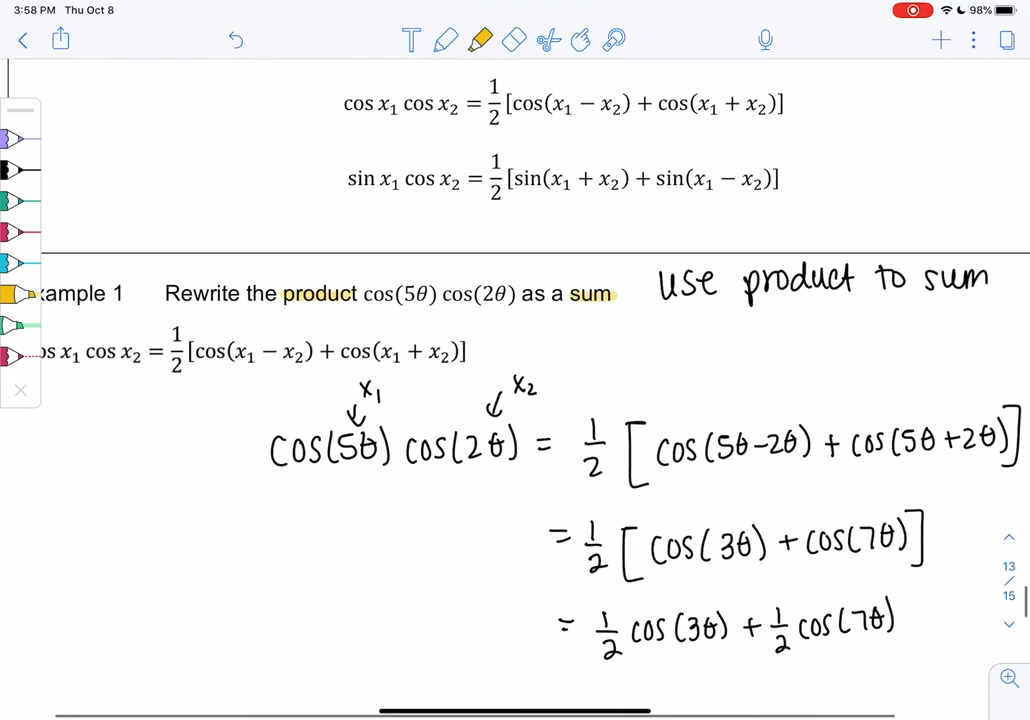 3:58 PM Thu Oct 8 98%
T
cos x₁ cos x₂ = 1/2 [cos(x₁ − x₂) + cos(x₁ + x₂)]
sin x₁ cos x₂ = 1/2 [sin(x₁ + x₂) + sin(x₁ − x₂)]
use product to sum
xample 1 Rewrite the product cos(5θ) cos(2θ) as a sum
os x₁ cos x₂ = 1/2 [cos(x₁ − x₂) + cos(x₁ + x₂)]
x₁ x₂
cos(5θ) cos(2θ) = 1/2 [cos(5θ-2θ) + cos(5θ+2θ)]
= 1/2 [cos(3θ) + cos(7θ)]
= 1/2 cos(3θ) + 1/2 cos(7θ)
13
/
15